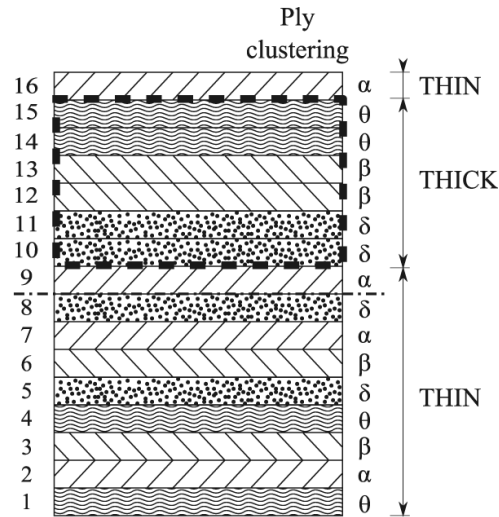 Ply
clustering
16 α THIN
15 θ
14 θ
13 β
THICK
12 β
11 δ
10 δ
9 α
8 δ
7 α
6 β
5 δ
THIN
4 θ
3 β
2 α
1 θ